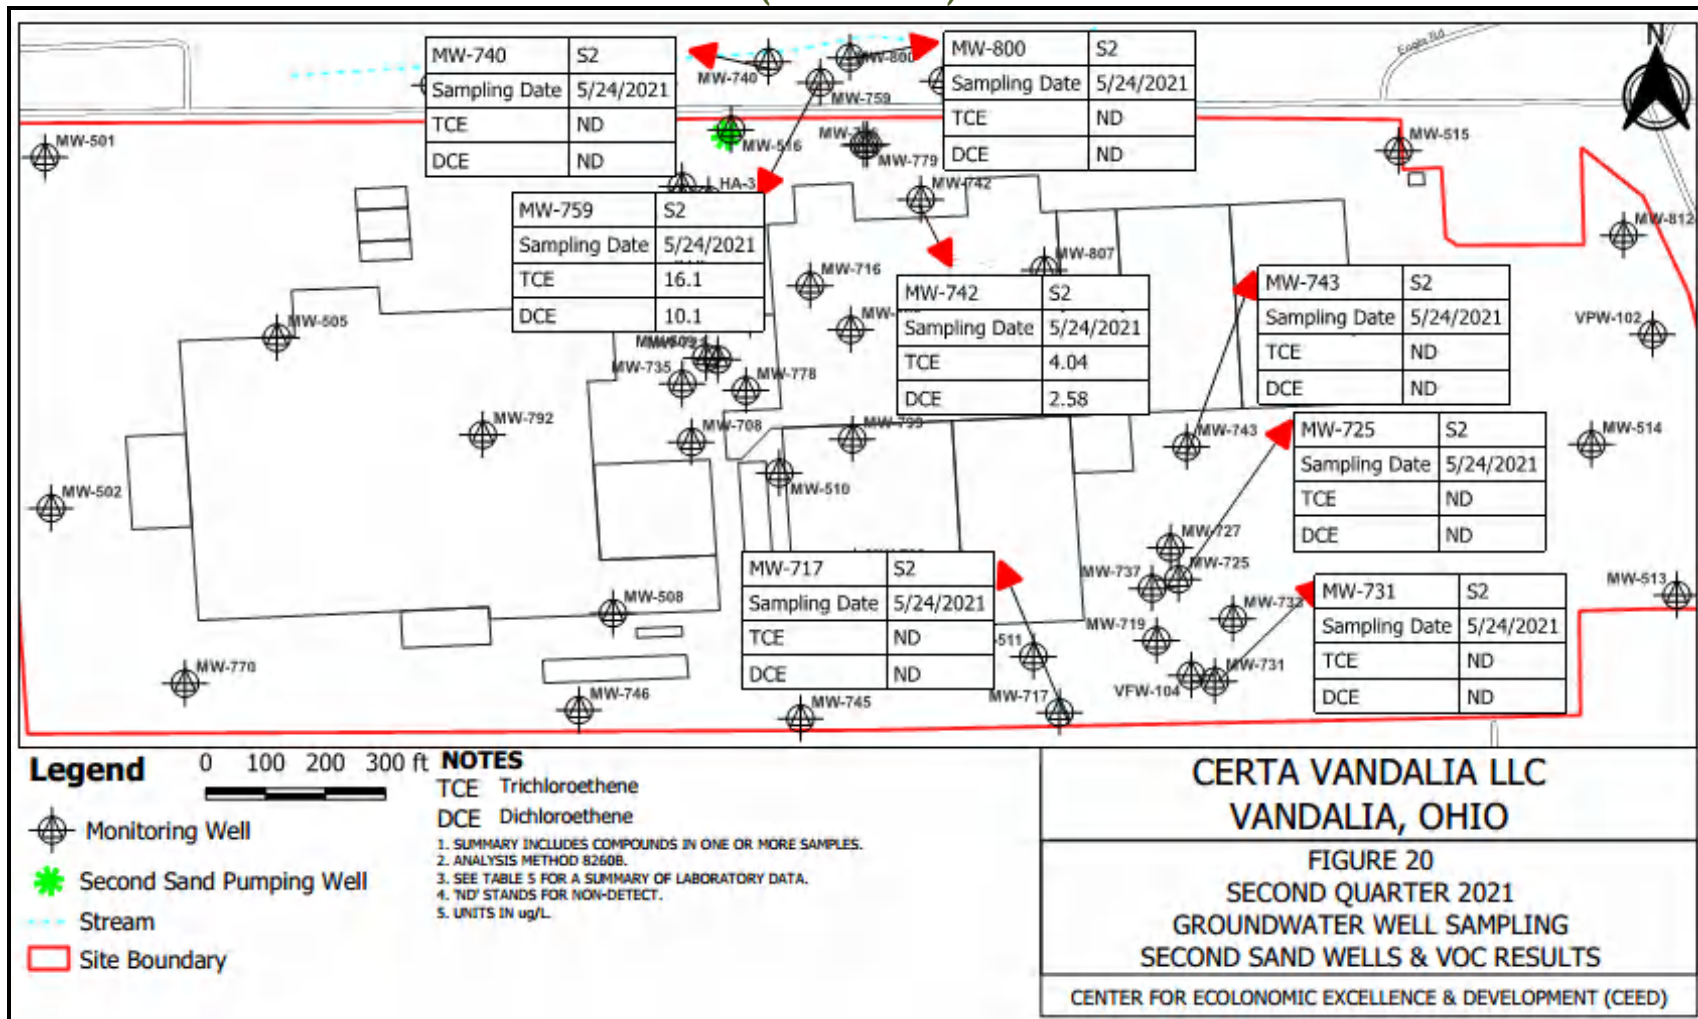 Eagle Rd
N
MW-740 S2
Sampling Date 5/24/2021
TCE ND
DCE ND
MW-800 S2
Sampling Date 5/24/2021
TCE ND
DCE ND
MW-740
MW-800
MW-759
MW-501
MW-516
MW-779
MW-515
HA-3
MW-742
MW-812
MW-759 S2
Sampling Date 5/24/2021
TCE 16.1
DCE 10.1
MW-716
MW-807
MW-742 S2
Sampling Date 5/24/2021
TCE 4.04
DCE 2.58
MW-743 S2
Sampling Date 5/24/2021
TCE ND
DCE ND
VPW-102
MW-505
MW-735
MW-778
MW-792
MW-708
MW-799
MW-743
MW-514
MW-725 S2
Sampling Date 5/24/2021
TCE ND
DCE ND
MW-502
MW-510
MW-727
MW-725
MW-737
MW-513
MW-717 S2
Sampling Date 5/24/2021
TCE ND
DCE ND
MW-731 S2
Sampling Date 5/24/2021
TCE ND
DCE ND
MW-508
MW-719
-511
MW-770
MW-731
VFW-104
MW-746
MW-745
MW-717
Legend
0 100 200 300 ft
Monitoring Well
Second Sand Pumping Well
Stream
Site Boundary
NOTES
TCE Trichloroethene
DCE Dichloroethene
1. SUMMARY INCLUDES COMPOUNDS IN ONE OR MORE SAMPLES.
2. ANALYSIS METHOD 8260B.
3. SEE TABLE 5 FOR A SUMMARY OF LABORATORY DATA.
4. 'ND' STANDS FOR NON-DETECT.
5. UNITS IN ug/L.
CERTA VANDALIA LLC
VANDALIA, OHIO
FIGURE 20
SECOND QUARTER 2021
GROUNDWATER WELL SAMPLING
SECOND SAND WELLS & VOC RESULTS
CENTER FOR ECOLONOMIC EXCELLENCE & DEVELOPMENT (CEED)